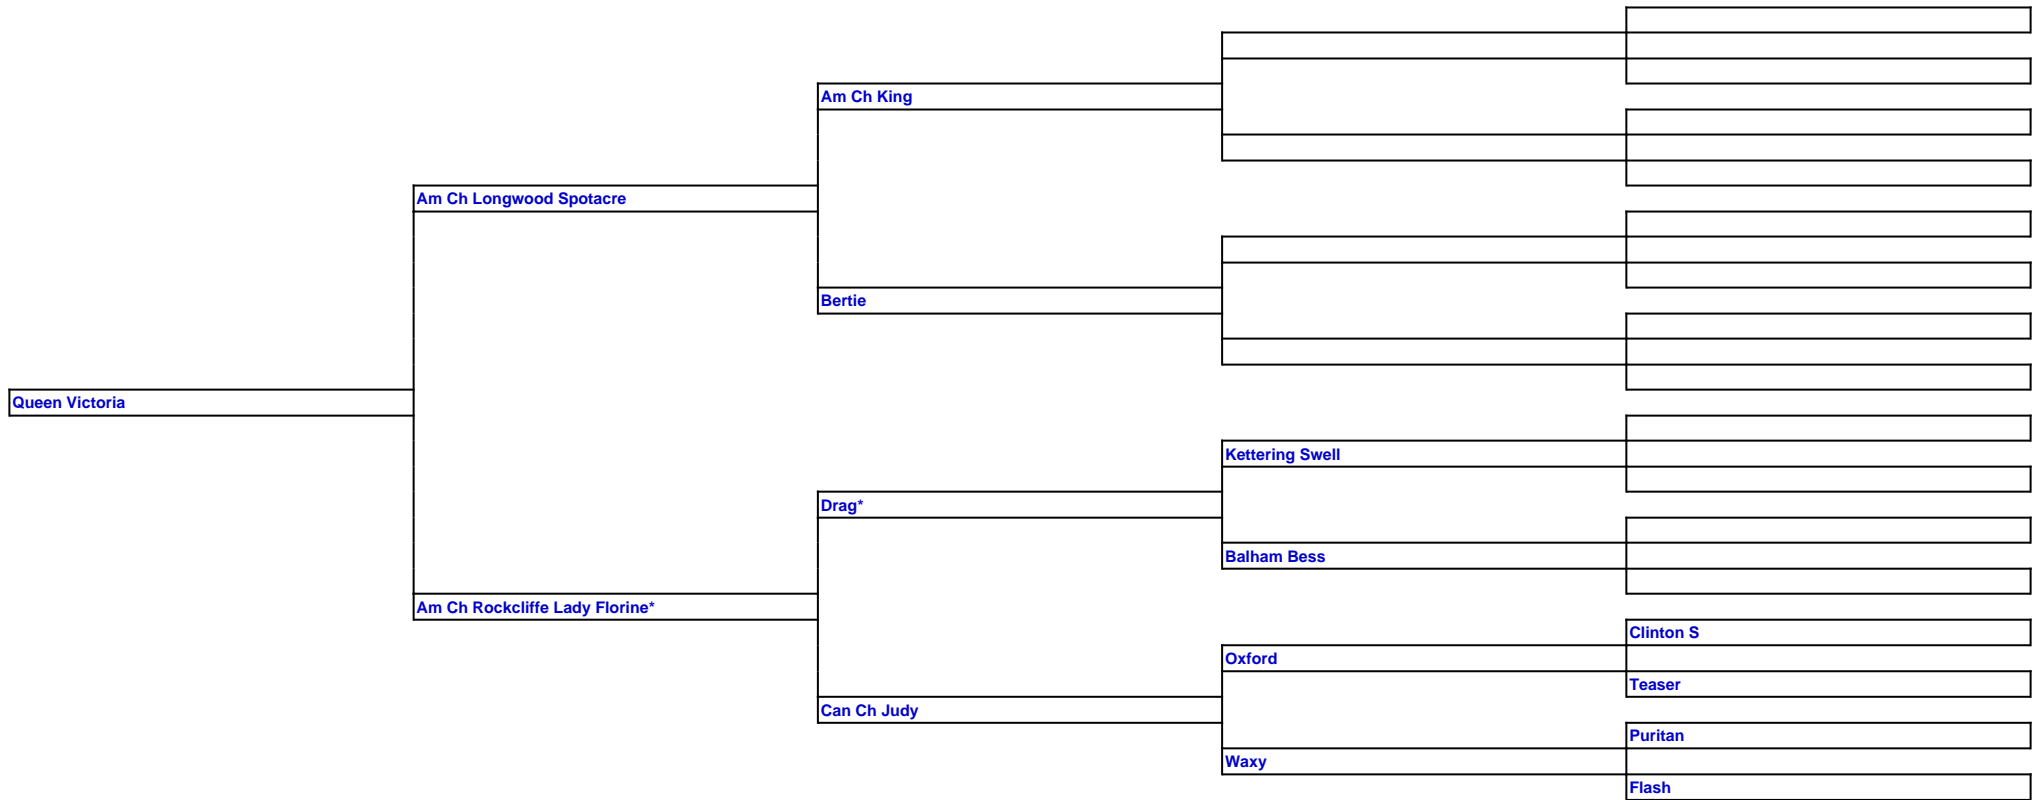 Am Ch King
Am Ch Longwood Spotacre
Bertie
Queen Victoria
Kettering Swell
Drag*
Balham Bess
Am Ch Rockcliffe Lady Florine*
Clinton S
Oxford
Teaser
Can Ch Judy
Puritan
Waxy
Flash